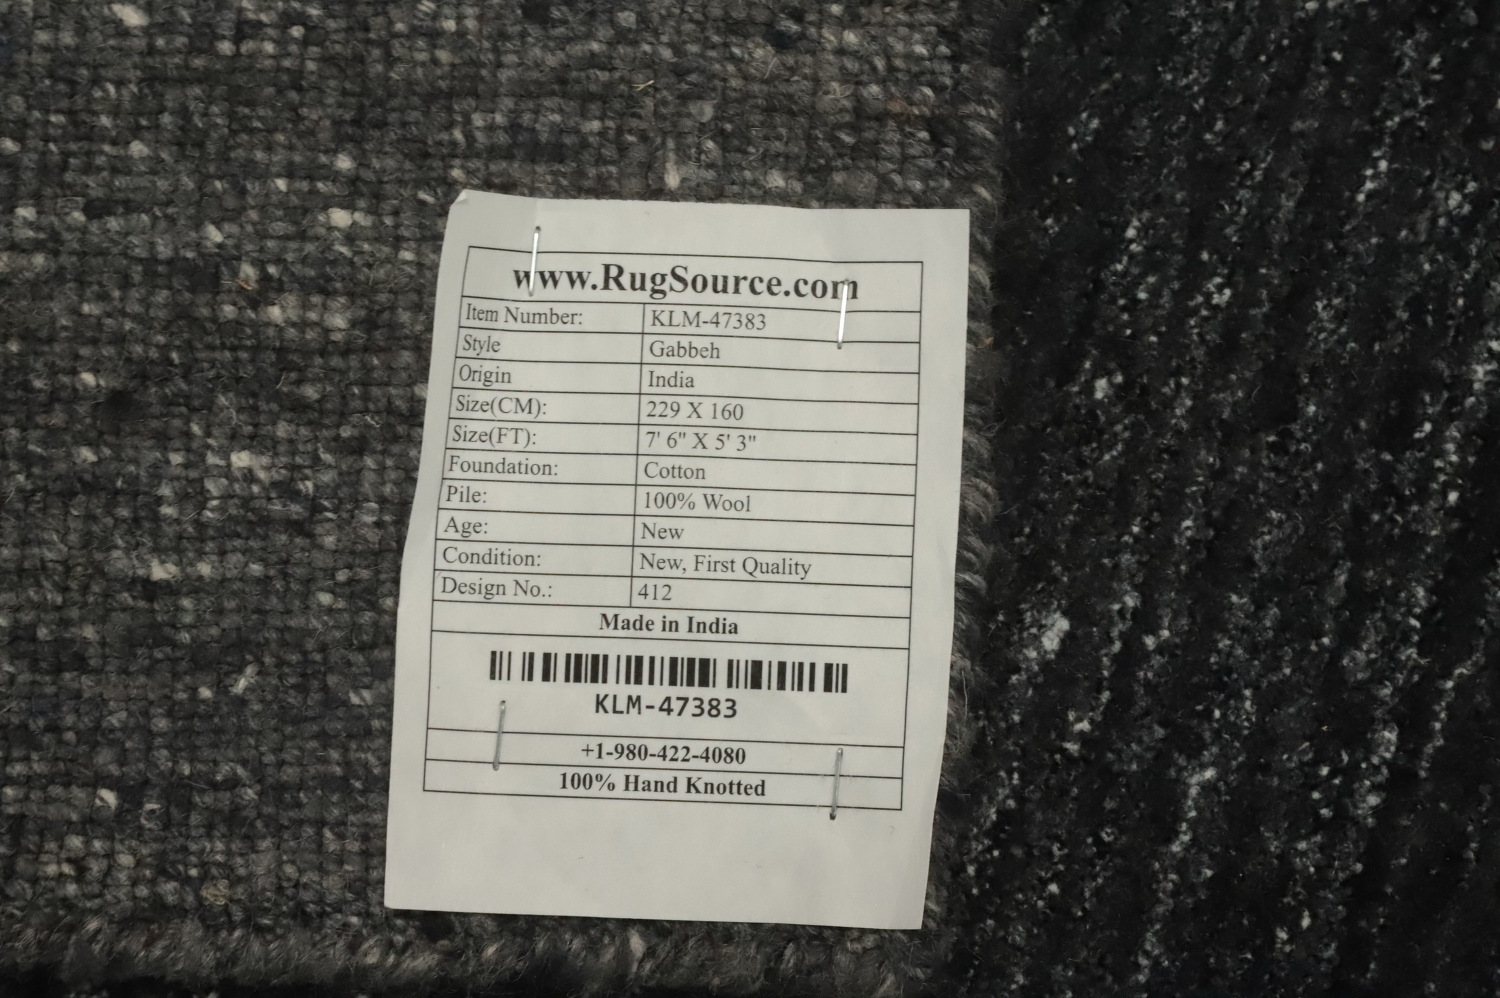 www.RugSource.com
Item Number: KLM-47383
Style Gabbeh
Origin India
Size(CM): 229 X 160
Size(FT): 7' 6" X 5' 3"
Foundation: Cotton
Pile: 100% Wool
Age: New
Condition: New, First Quality
Design No.: 412
Made in India
KLM-47383
+1-980-422-4080
100% Hand Knotted